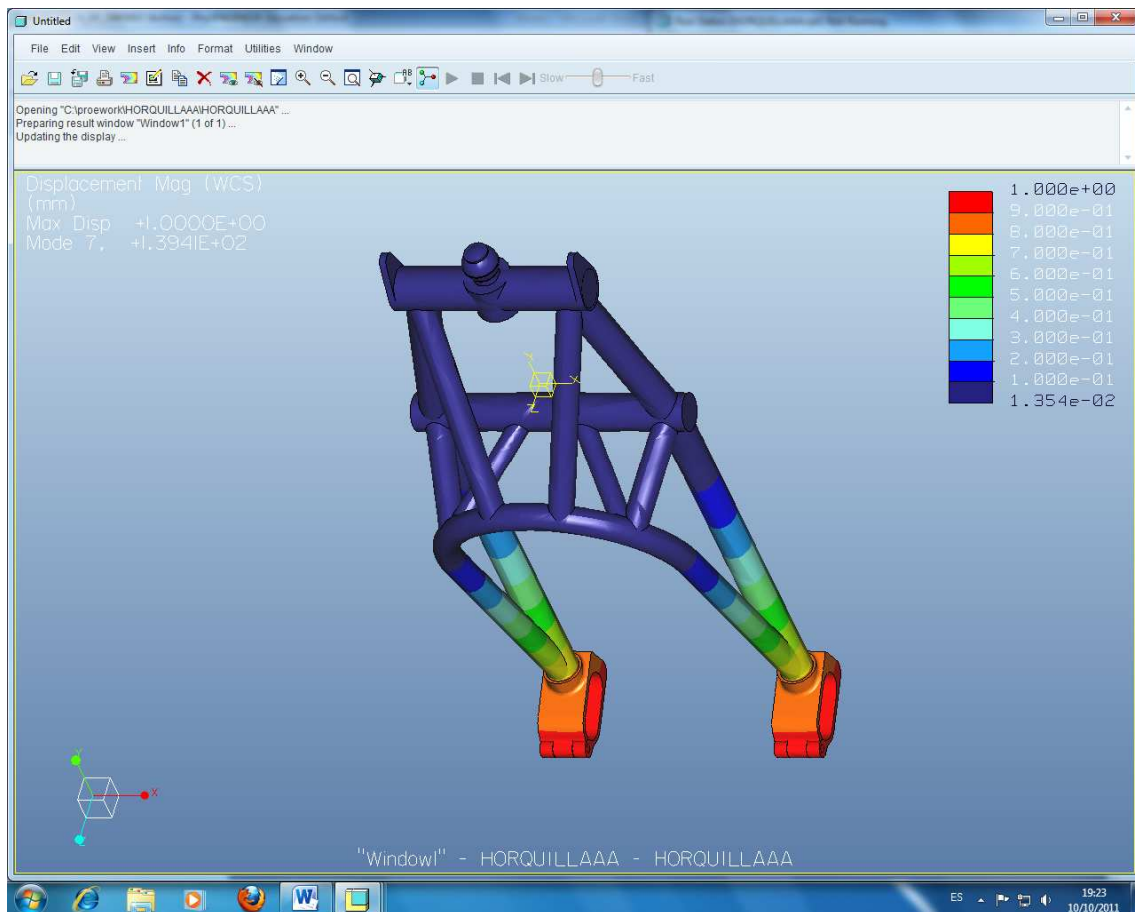 Untitled
File Edit View Insert Info Format Utilities Window
Slow Fast
Opening "C:\proework\HORQUILLAAA\HORQUILLAAA" ...
Preparing result window "Window1" (1 of 1) ...
Updating the display ...
Displacement Mag (WCS)
(mm)
Max Disp +1.0000E+00
Mode 7, +1.3941E+02
1.000e+00
9.000e-01
8.000e-01
7.000e-01
6.000e-01
5.000e-01
4.000e-01
3.000e-01
2.000e-01
1.000e-01
1.354e-02
Y
X
Z
Y
X
Z
"Window1" - HORQUILLAAA - HORQUILLAAA
ES
19:23
10/10/2011